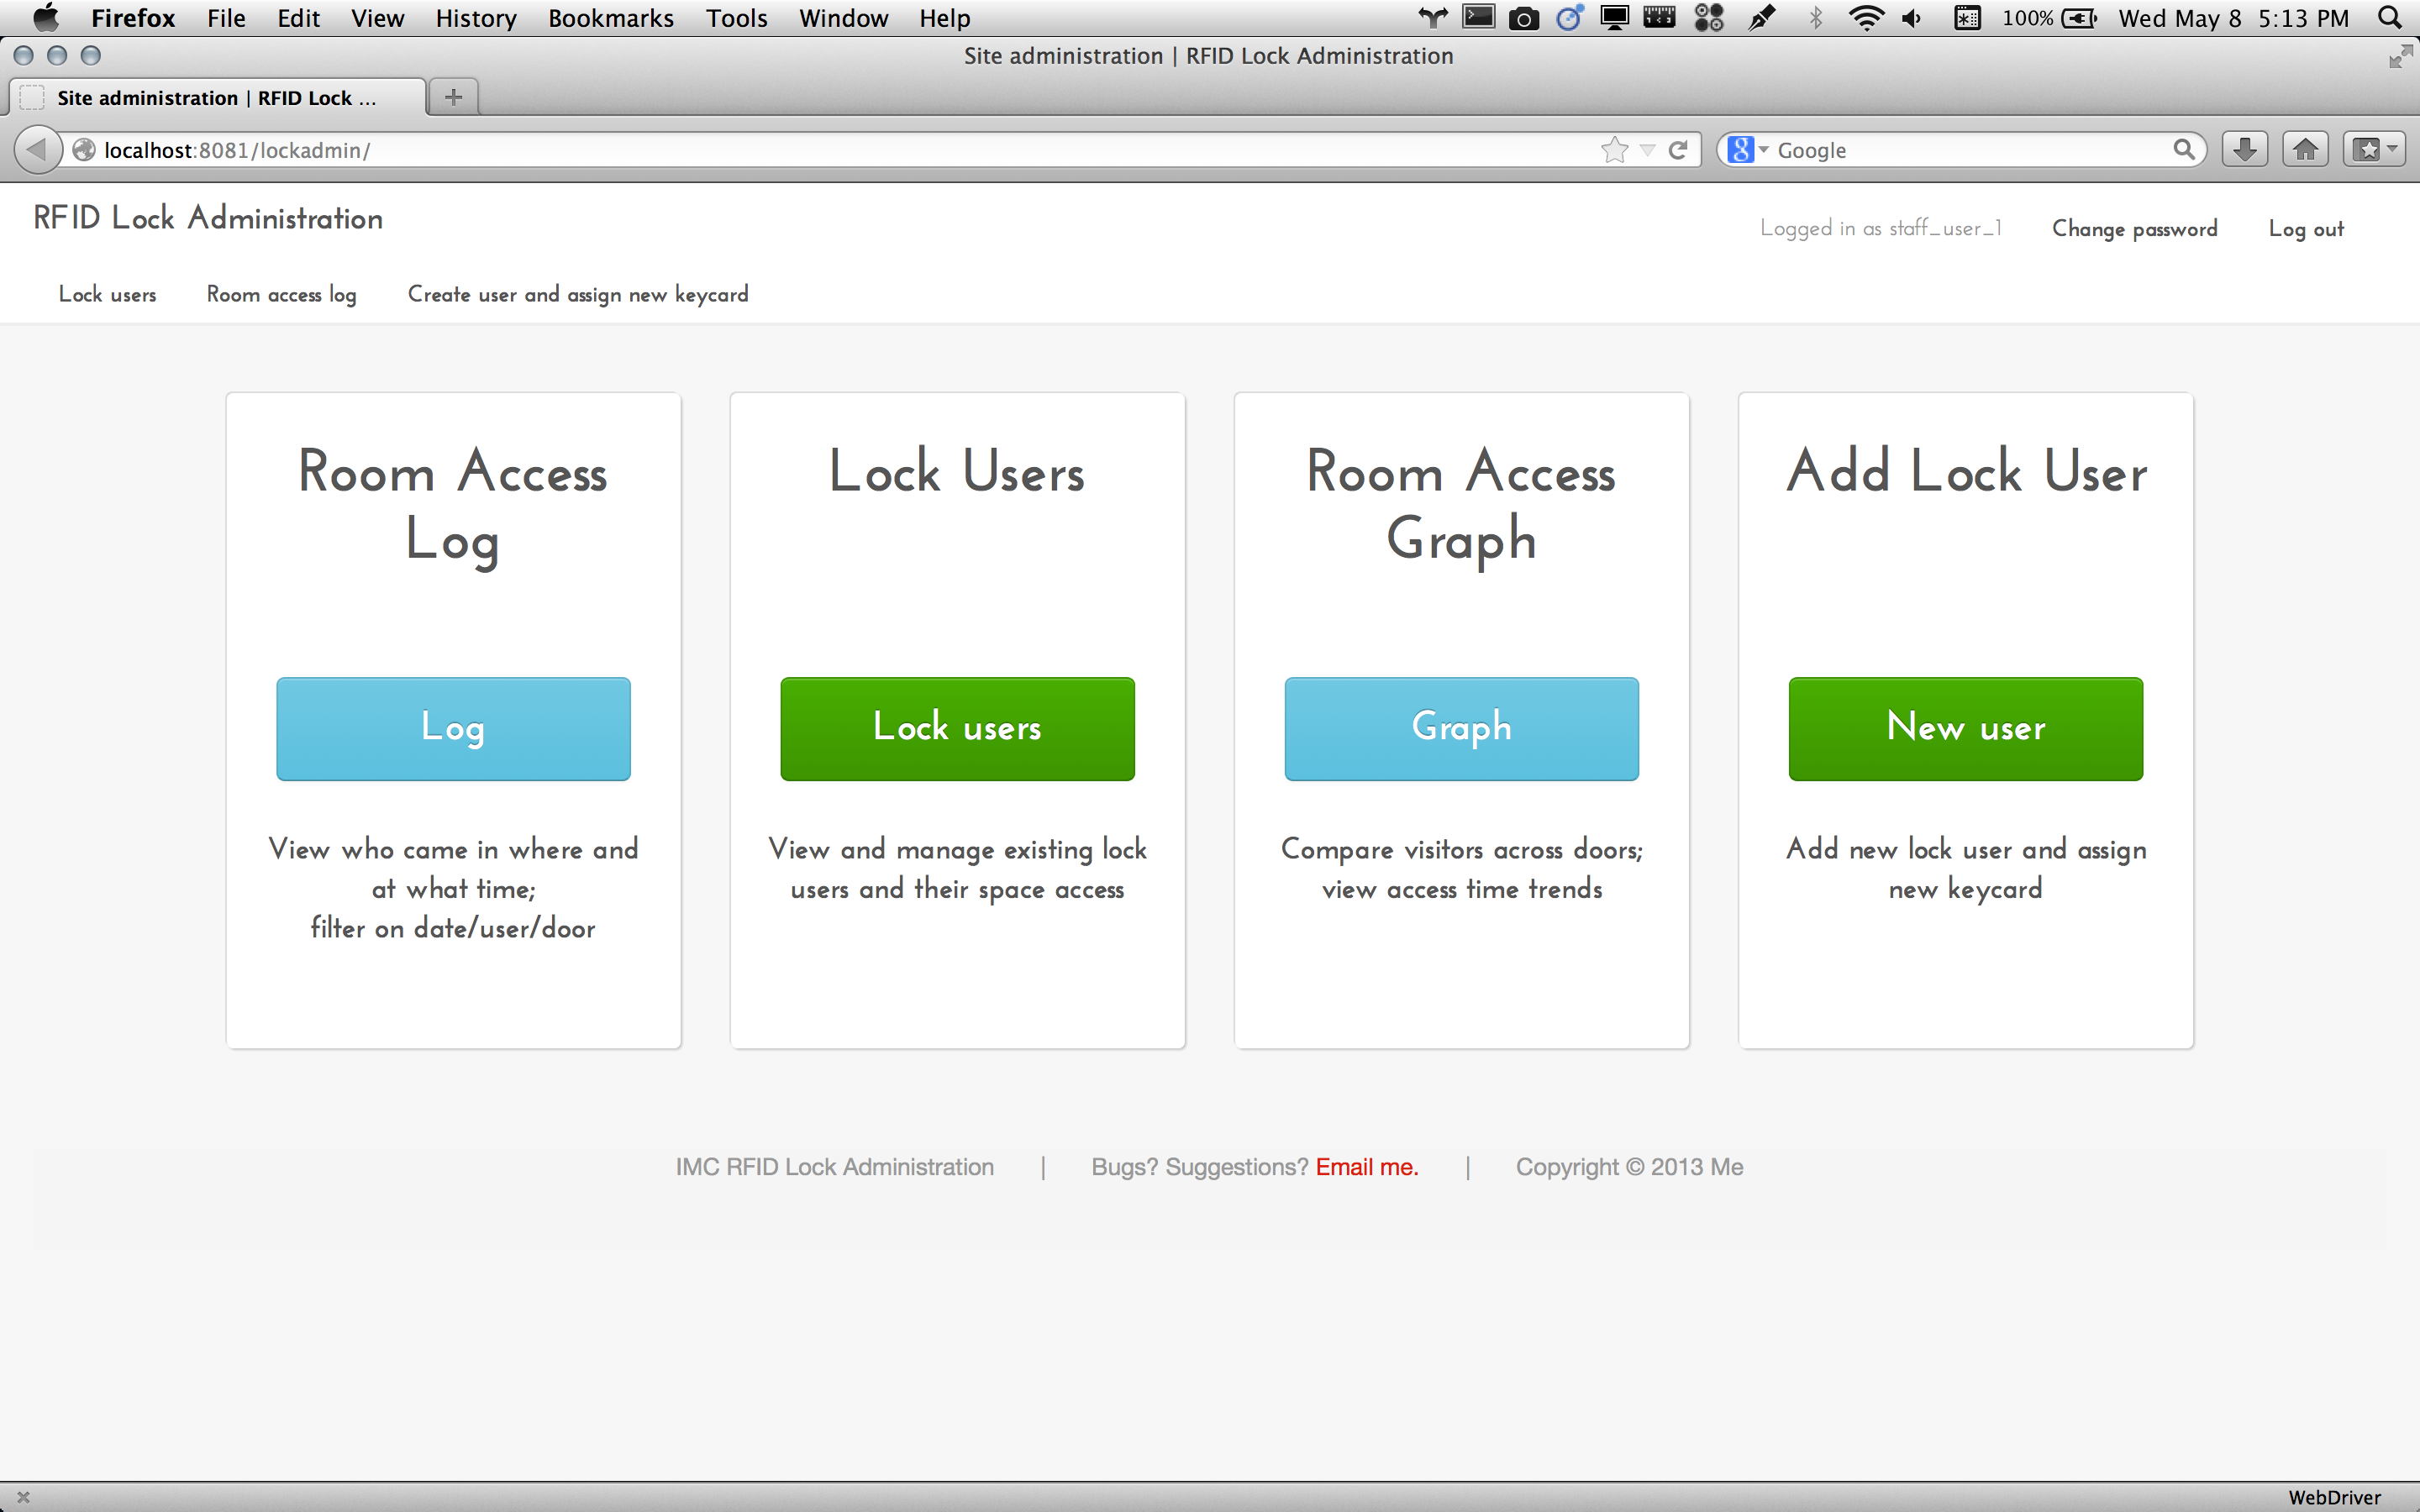 Firefox File Edit View History Bookmarks Tools Window Help 100% Wed May 8 5:13 PM
Site administration | RFID Lock Administration
Site administration | RFID Lock ...
localhost:8081/lockadmin/ Google
RFID Lock Administration
Logged in as staff_user_1 Change password Log out
Lock users Room access log Create user and assign new keycard
Room Access
Log
Log
View who came in where and
at what time;
filter on date/user/door
Lock Users
Lock users
View and manage existing lock
users and their space access
Room Access
Graph
Graph
Compare visitors across doors;
view access time trends
Add Lock User
New user
Add new lock user and assign
new keycard
IMC RFID Lock Administration | Bugs? Suggestions? Email me. | Copyright © 2013 Me
WebDriver